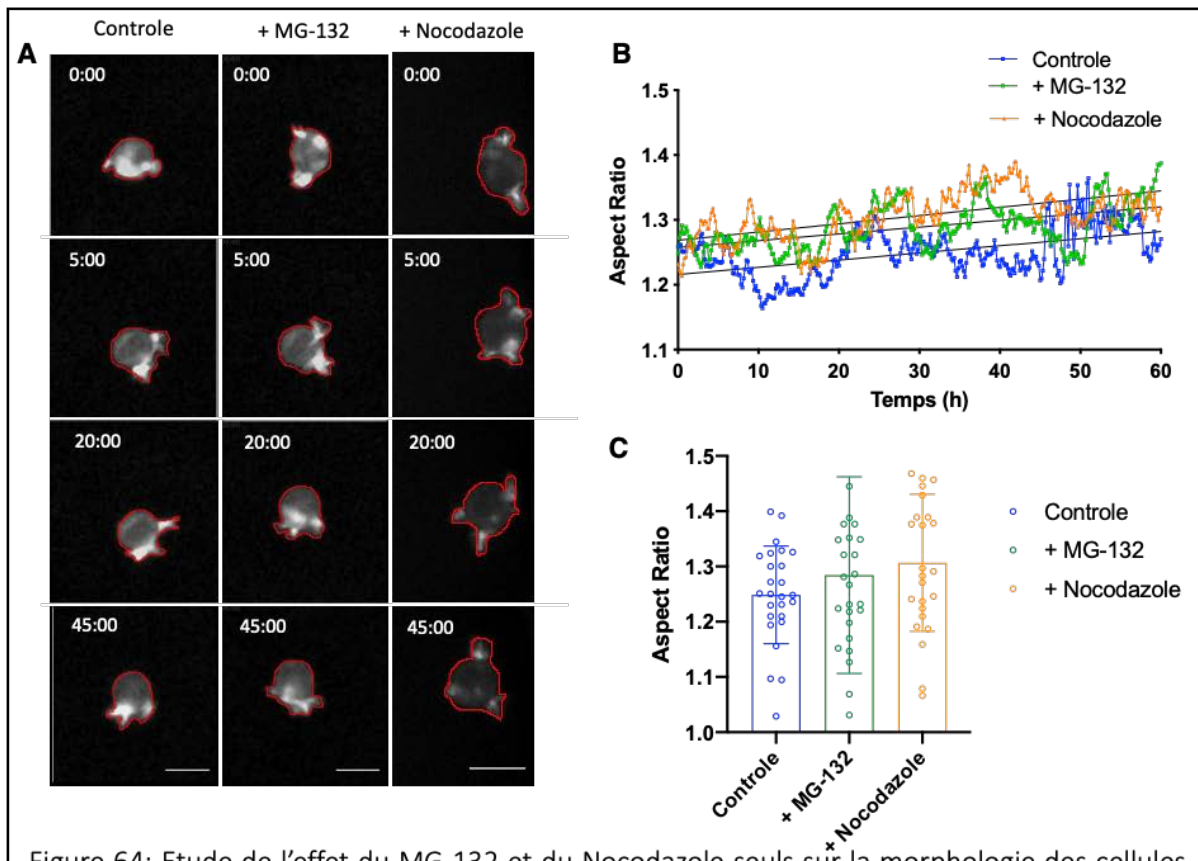 Controle + MG-132 + Nocodazole
A
0:00 0:00 0:00
5:00 5:00 5:00
20:00 20:00 20:00
45:00 45:00 45:00
B
Controle
+ MG-132
+ Nocodazole
1.5
1.4
1.3
1.2
1.1
Aspect Ratio
0 10 20 30 40 50 60
Temps (h)
C
1.5
1.4
1.3
1.2
1.1
1.0
Aspect Ratio
Controle
+ MG-132
+ Nocodazole
Controle
+ MG-132
+ Nocodazole
Figure 64: Etude de l'effet du MG-132 et du Nocodazole seuls sur la morphologie des cellules